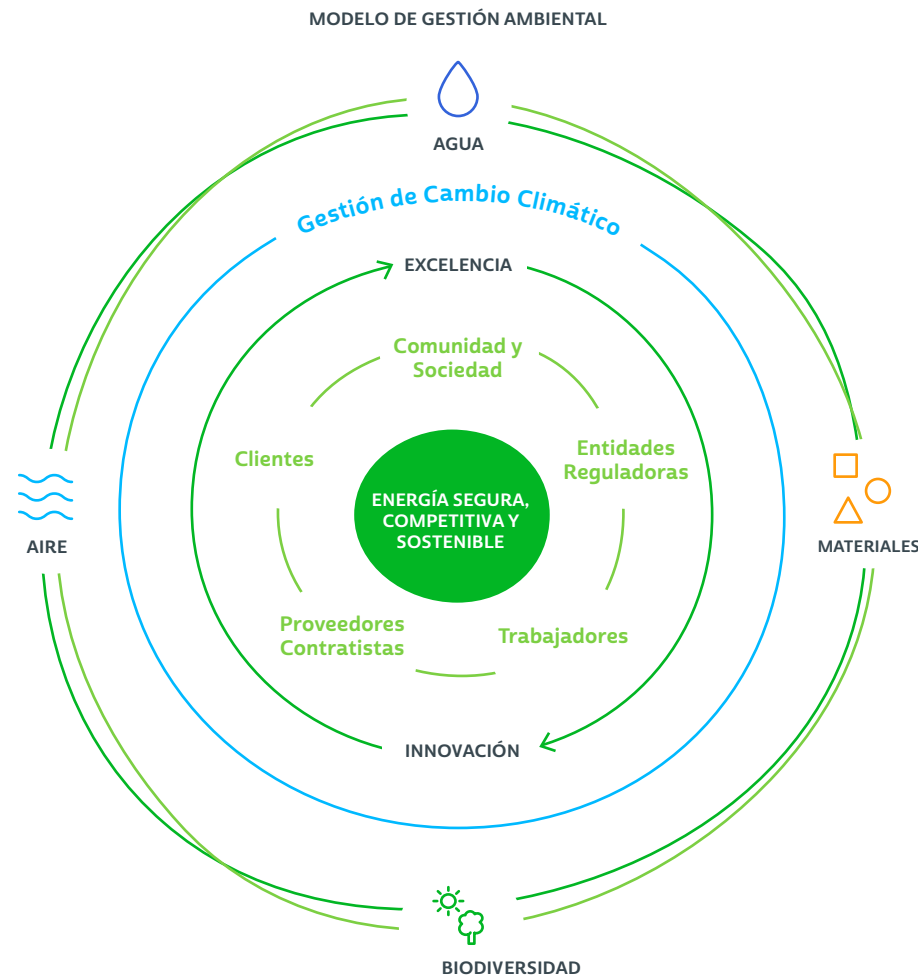 MODELO DE GESTIÓN AMBIENTAL
AGUA
Gestión de Cambio Climático
EXCELENCIA
Comunidad y
Sociedad
Clientes
Entidades
Reguladoras
ENERGÍA SEGURA,
COMPETITIVA Y
SOSTENIBLE
AIRE
MATERIALES
Proveedores
Contratistas
Trabajadores
INNOVACIÓN
BIODIVERSIDAD